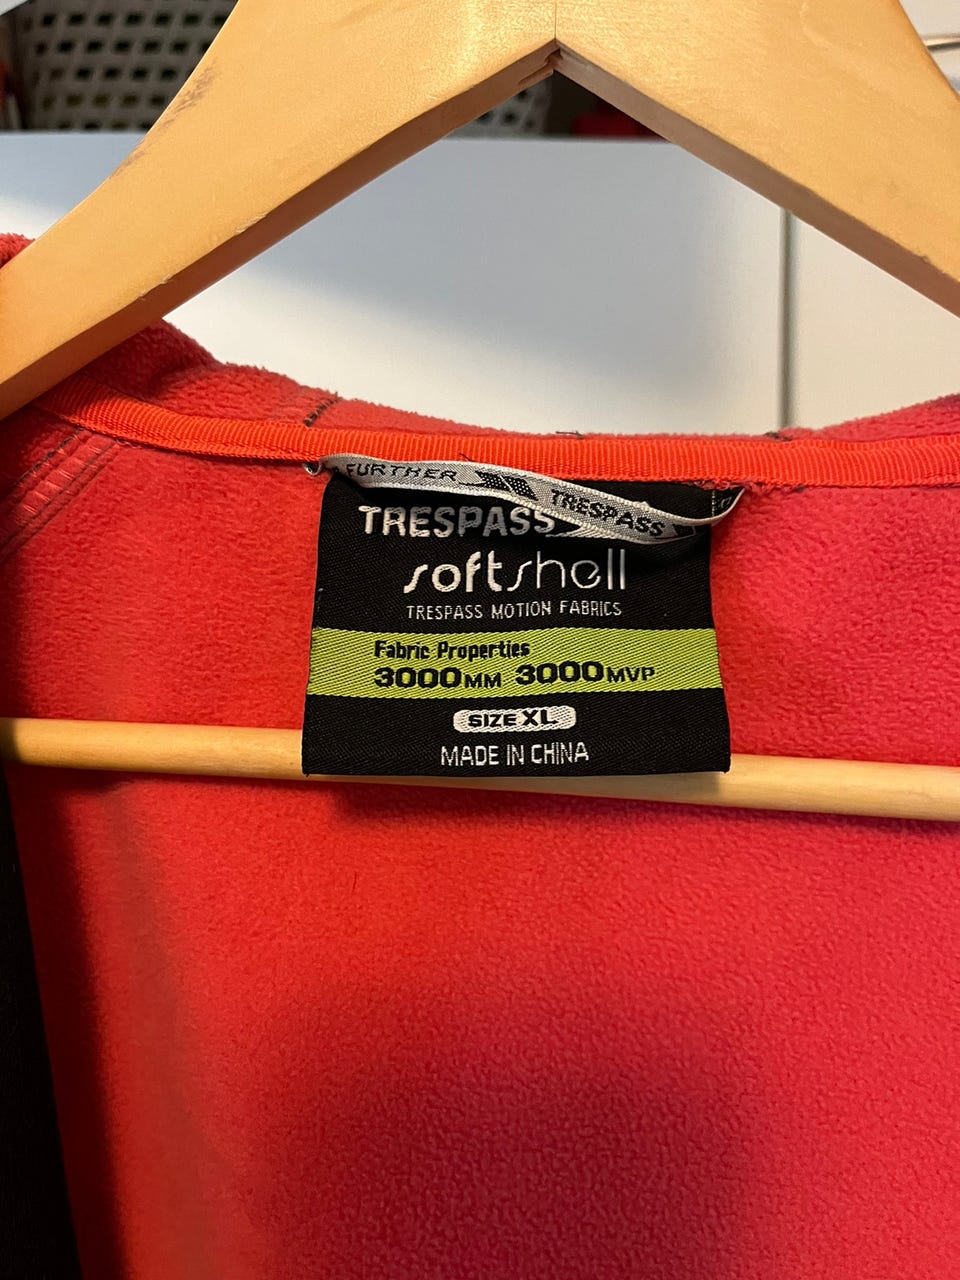 FURTHER TRESPASS
TRESPASS
softshell
TRESPASS MOTION FABRICS
Fabric Properties
3000MM 3000MVP
SIZE XL
MADE IN CHINA